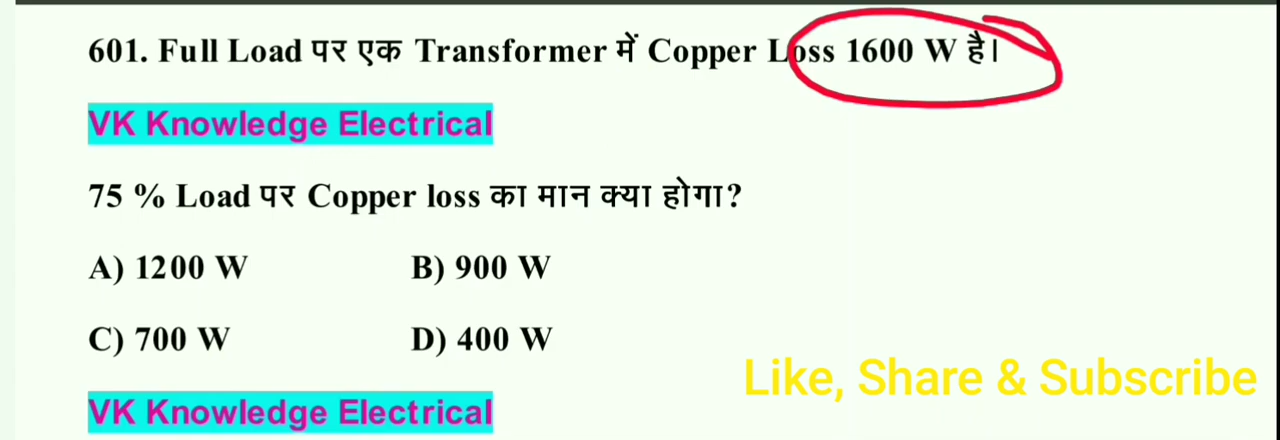 601. Full Load पर एक Transformer में Copper Loss 1600 W है।
VK Knowledge Electrical
75 % Load पर Copper loss का मान क्या होगा?
A) 1200 W B) 900 W
C) 700 W D) 400 W
Like, Share & Subscribe
VK Knowledge Electrical